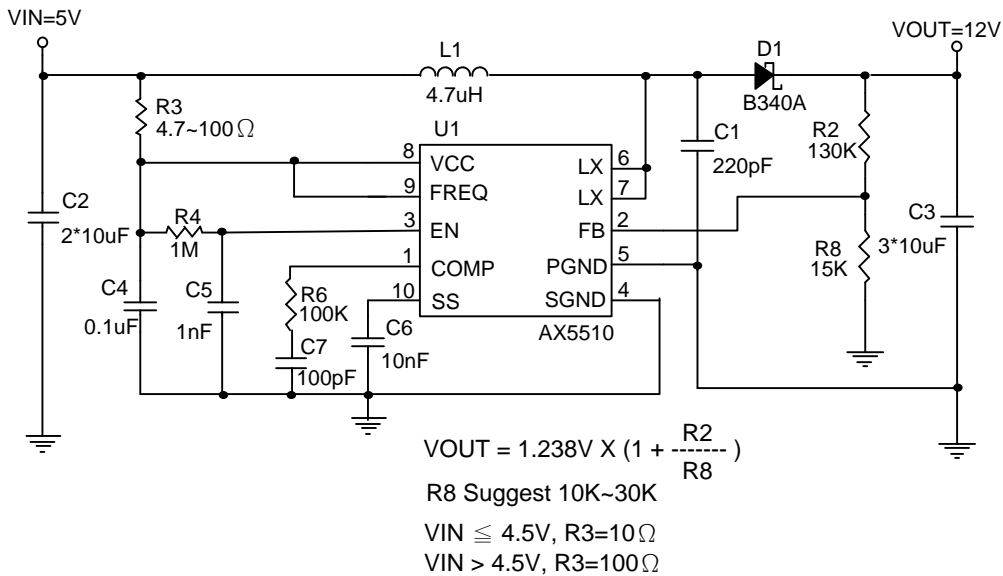 VIN=5V
VOUT=12V
L1
4.7uH
D1
B340A
R3
4.7~100Ω
U1
C1
220pF
R2
130K
8
VCC
9
FREQ
3
EN
1
COMP
10
SS
LX
6
LX
7
FB
2
PGND
5
SGND
4
AX5510
C2
2*10uF
R4
1M
C3
3*10uF
R8
15K
C4
0.1uF
C5
1nF
R6
100K
C7
100pF
C6
10nF
VOUT = 1.238V X (1 + R2
------- )
R8
R8 Suggest 10K~30K
VIN ≦ 4.5V, R3=10Ω
VIN > 4.5V, R3=100Ω